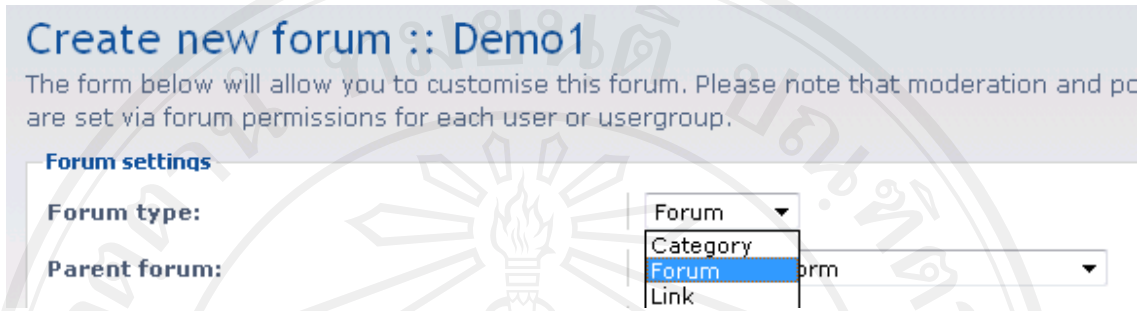 Create new forum :: Demo1
The form below will allow you to customise this forum. Please note that moderation and
are set via forum permissions for each user or usergroup.
Forum settings
Forum type:
Forum
Category
Parent forum:
Forum
Link